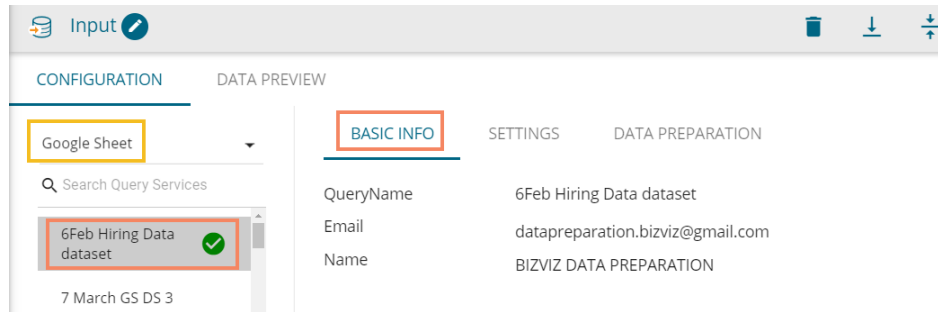 Input
CONFIGURATION DATA PREVIEW
Google Sheet
Search Query Services
6Feb Hiring Data
dataset
7 March GS DS 3
BASIC INFO SETTINGS DATA PREPARATION
QueryName 6Feb Hiring Data dataset
Email datapreparation.bizviz@gmail.com
Name BIZVIZ DATA PREPARATION